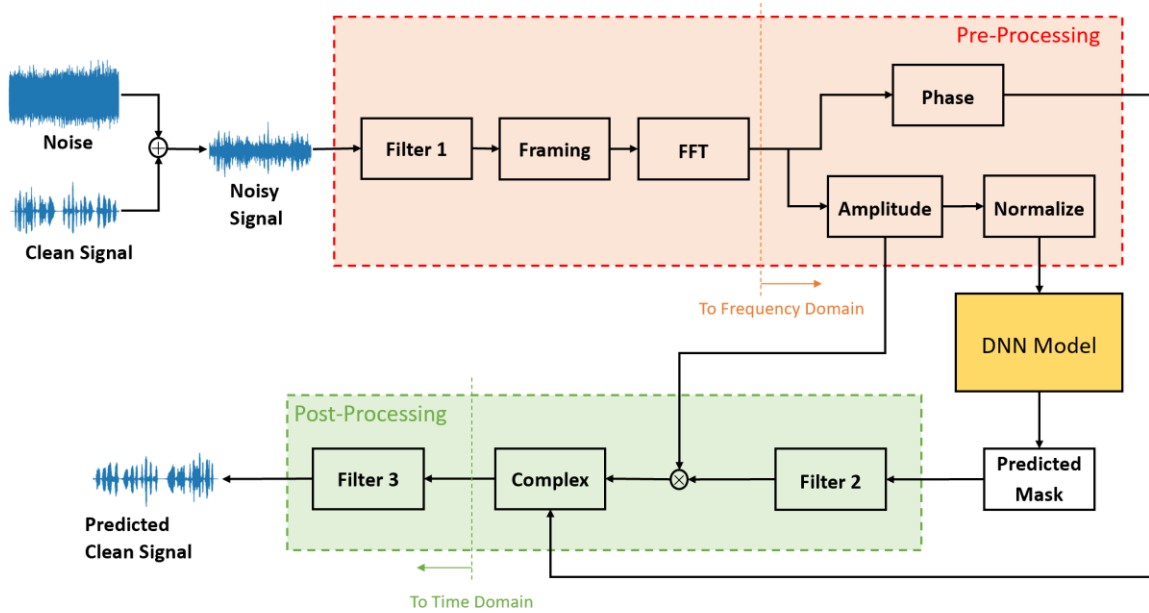 Pre-Processing
Noise
Clean Signal
Noisy
Signal
Filter 1
Framing
FFT
Phase
Amplitude
Normalize
To Frequency Domain
DNN Model
Post-Processing
Predicted
Mask
Filter 2
Complex
Filter 3
Predicted
Clean Signal
To Time Domain